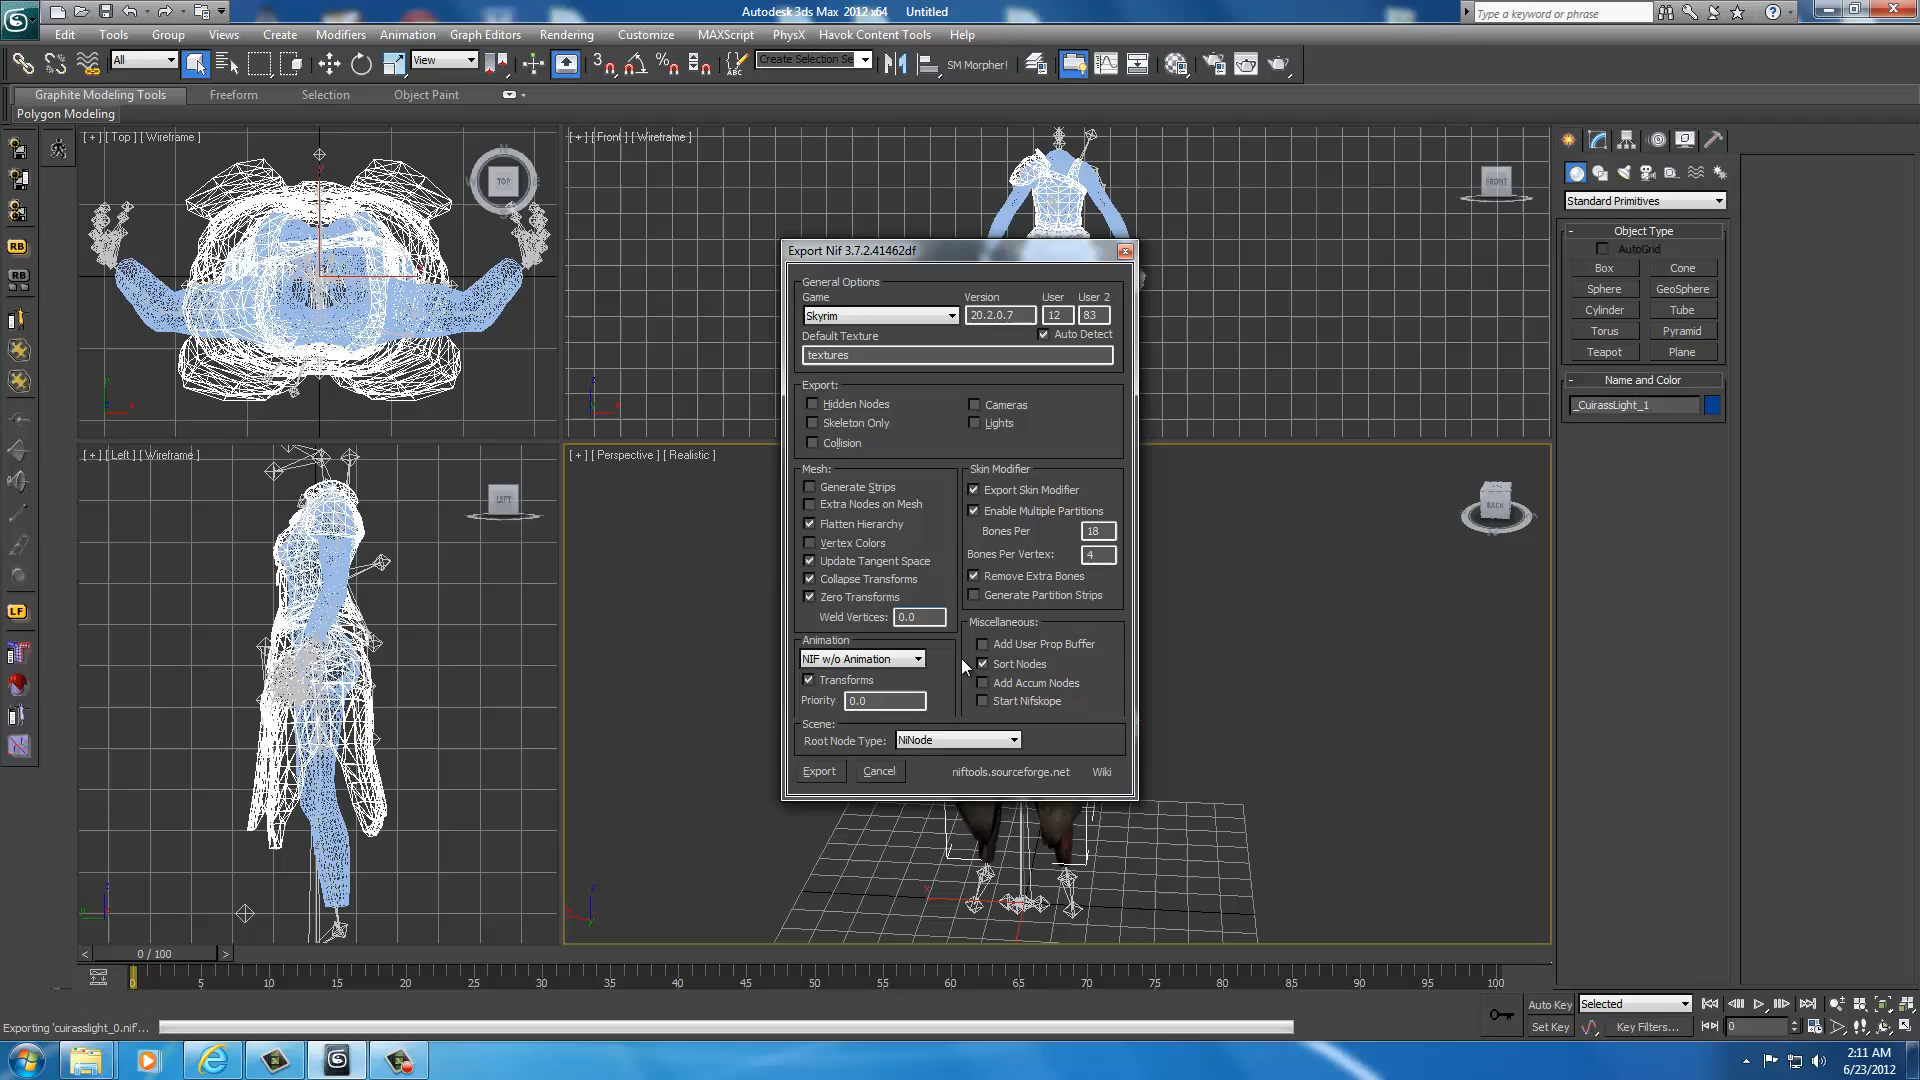 Autodesk 3ds Max 2012 x64 Untitled
Type a keyword or phrase
Edit Tools Group Views Create Modifiers Animation Graph Editors Rendering Customize MAXScript PhysX Havok Content Tools Help
All
View
3
ABC
Create Selection Se
SM Morpher!
Graphite Modeling Tools Freeform Selection Object Paint
Polygon Modeling
[ + ] [ Top ] [ Wireframe ]
TOP
[ + ] [ Front ] [ Wireframe ]
FRONT
[ + ] [ Left ] [ Wireframe ]
LEFT
[ + ] [ Perspective ] [ Realistic ]
BACK
RB
RB
LF
Export Nif 3.7.2.41462df
General Options
Game Version User User 2
Skyrim 20.2.0.7 12 83
Default Texture Auto Detect
textures
Export:
Hidden Nodes Cameras
Skeleton Only Lights
Collision
Mesh:
Generate Strips
Extra Nodes on Mesh
Flatten Hierarchy
Vertex Colors
Update Tangent Space
Collapse Transforms
Zero Transforms
Weld Vertices: 0.0
Skin Modifier
Export Skin Modifier
Enable Multiple Partitions
Bones Per 18
Bones Per Vertex: 4
Remove Extra Bones
Generate Partition Strips
Animation
NIF w/o Animation
Transforms
Priority 0.0
Miscellaneous:
Add User Prop Buffer
Sort Nodes
Add Accum Nodes
Start Nifskope
Scene:
Root Node Type: NiNode
Export Cancel niftools.sourceforge.net Wiki
Standard Primitives
- Object Type
AutoGrid
Box Cone
Sphere GeoSphere
Cylinder Tube
Torus Pyramid
Teapot Plane
- Name and Color
_CuirassLight_1
< 0 / 100 >
0 5 10 15 20 25 30 35 40 45 50 55 60 65 70 75 80 85 90 95 100
Exporting 'cuirasslight_0.nif'...
Auto Key Selected
Set Key Key Filters... 0
2:11 AM
6/23/2012